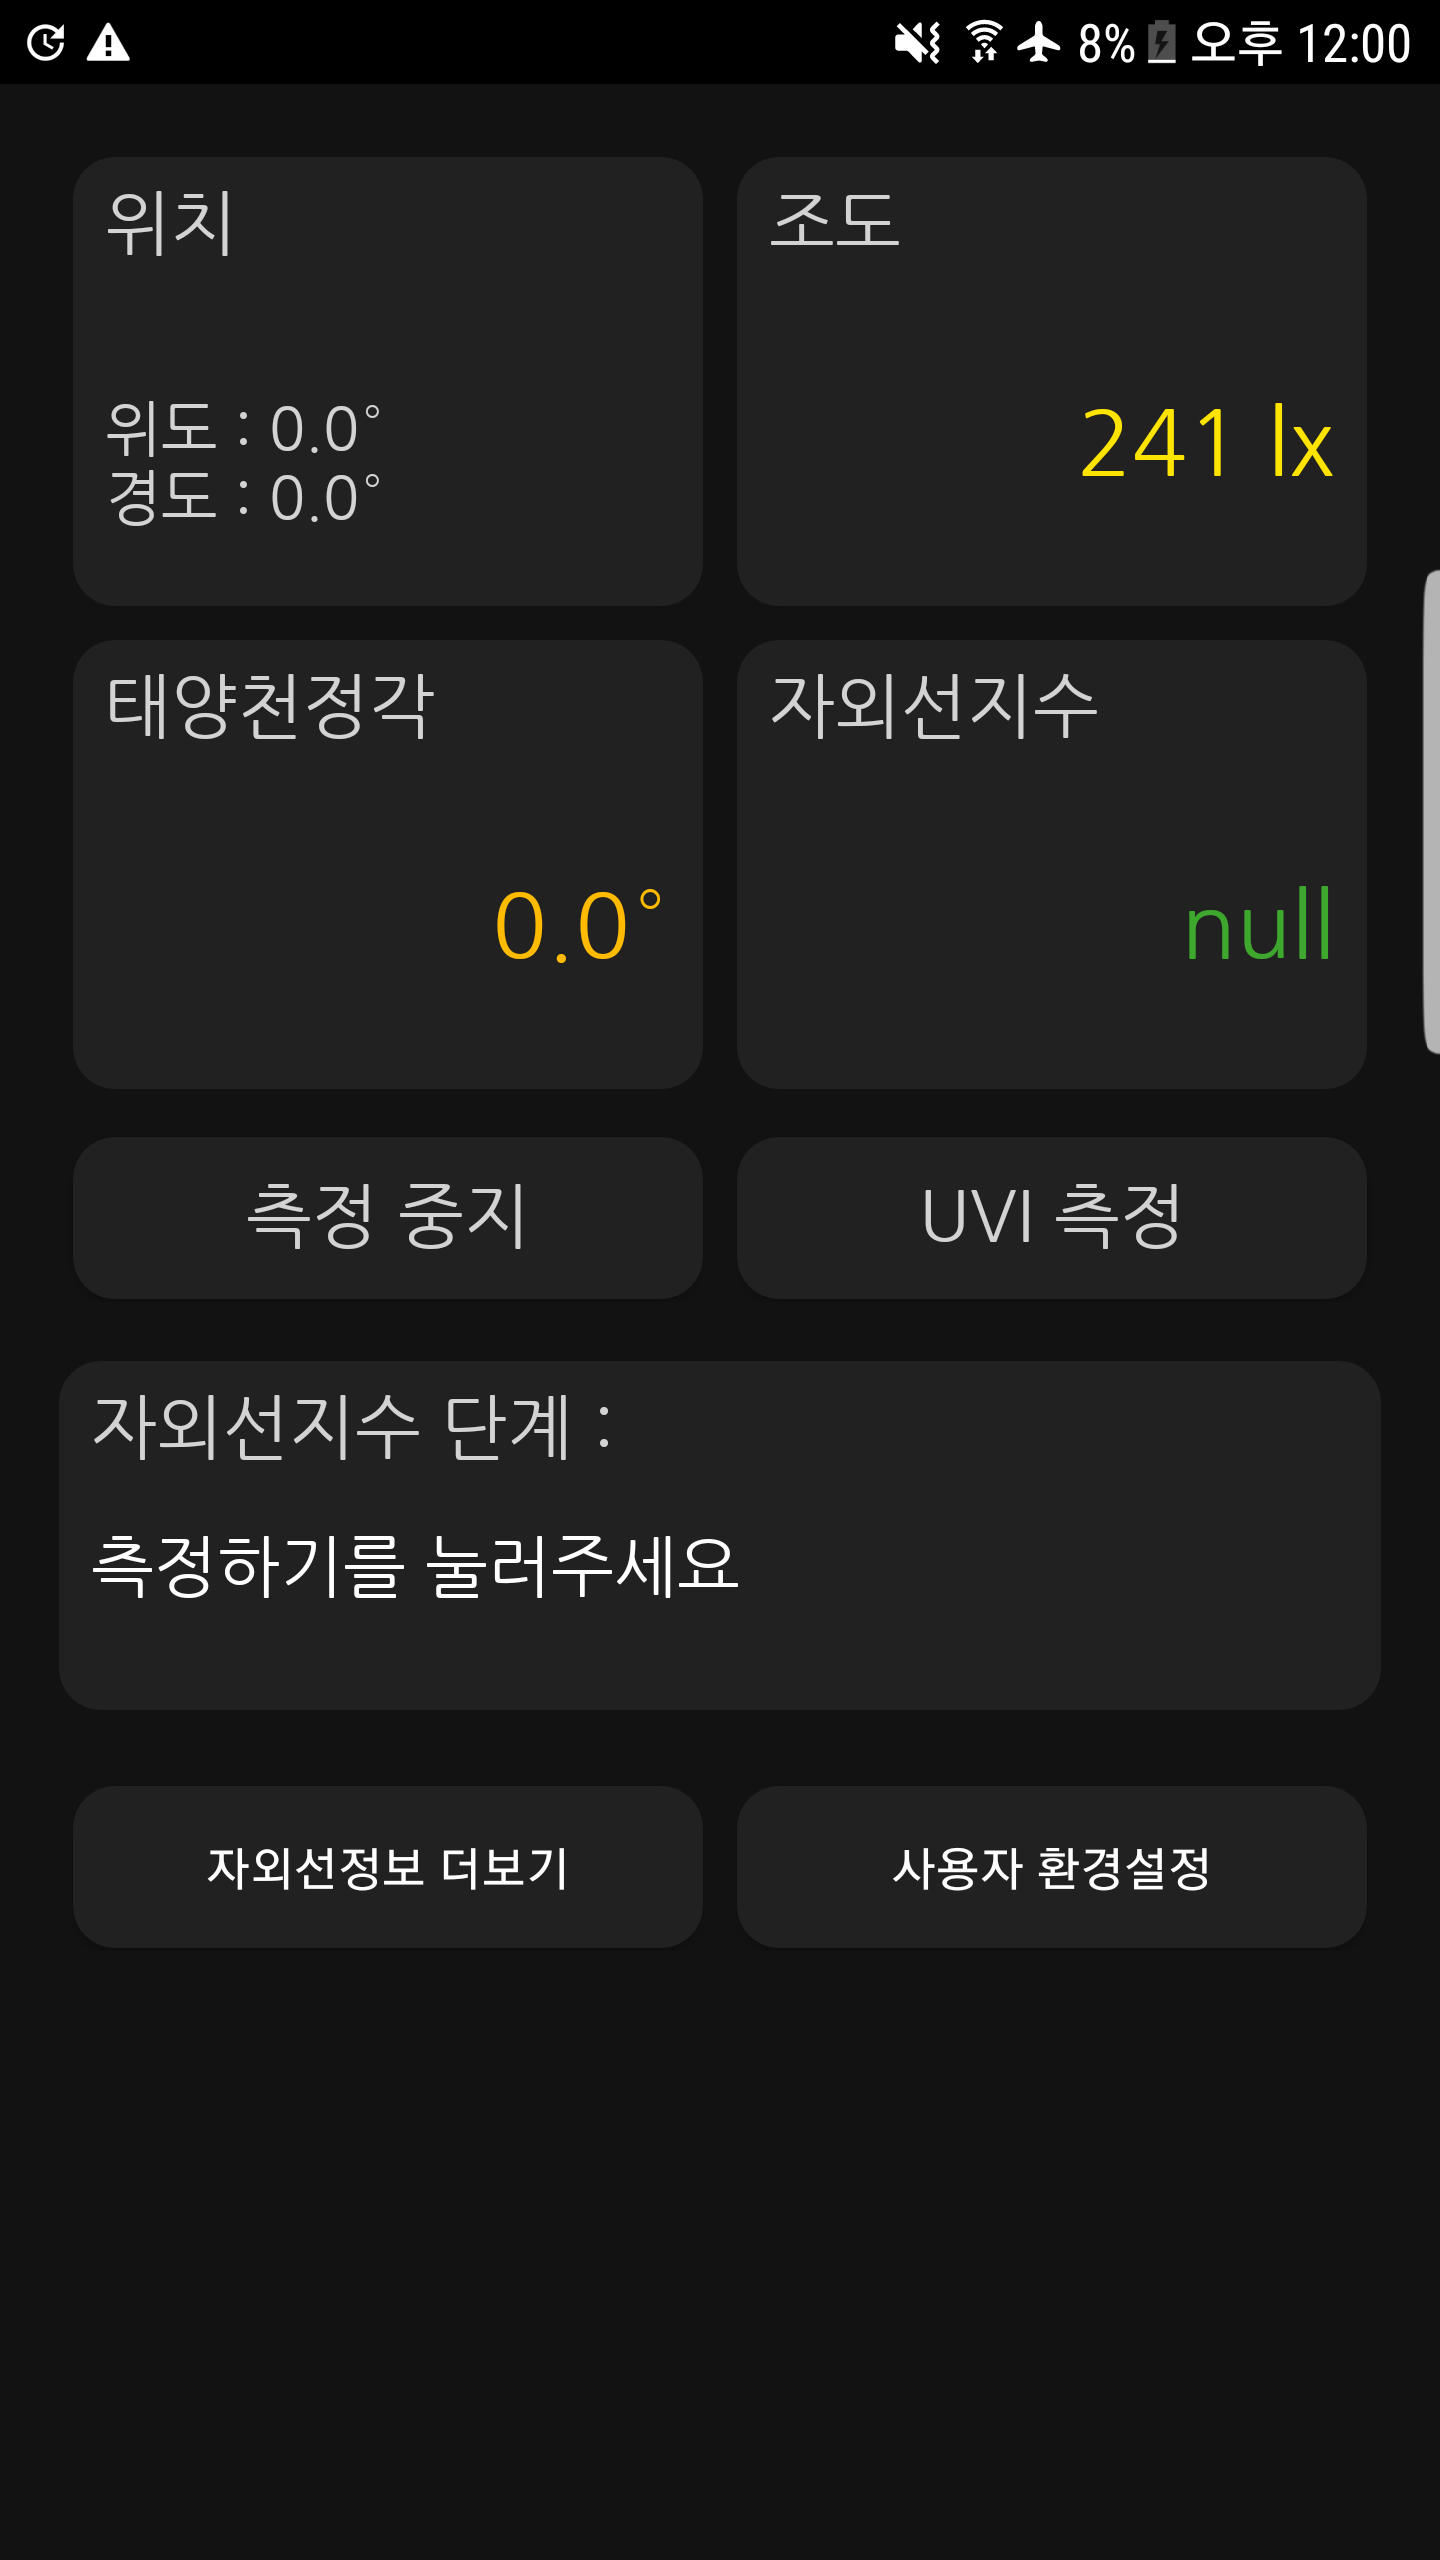 8% 오후 12:00
위치
위도 : 0.0°
경도 : 0.0°
조도
241 lx
태양천정각
0.0°
자외선지수
null
측정 중지
UVI 측정
자외선지수 단계 :
측정하기를 눌러주세요
자외선정보 더보기
사용자 환경설정